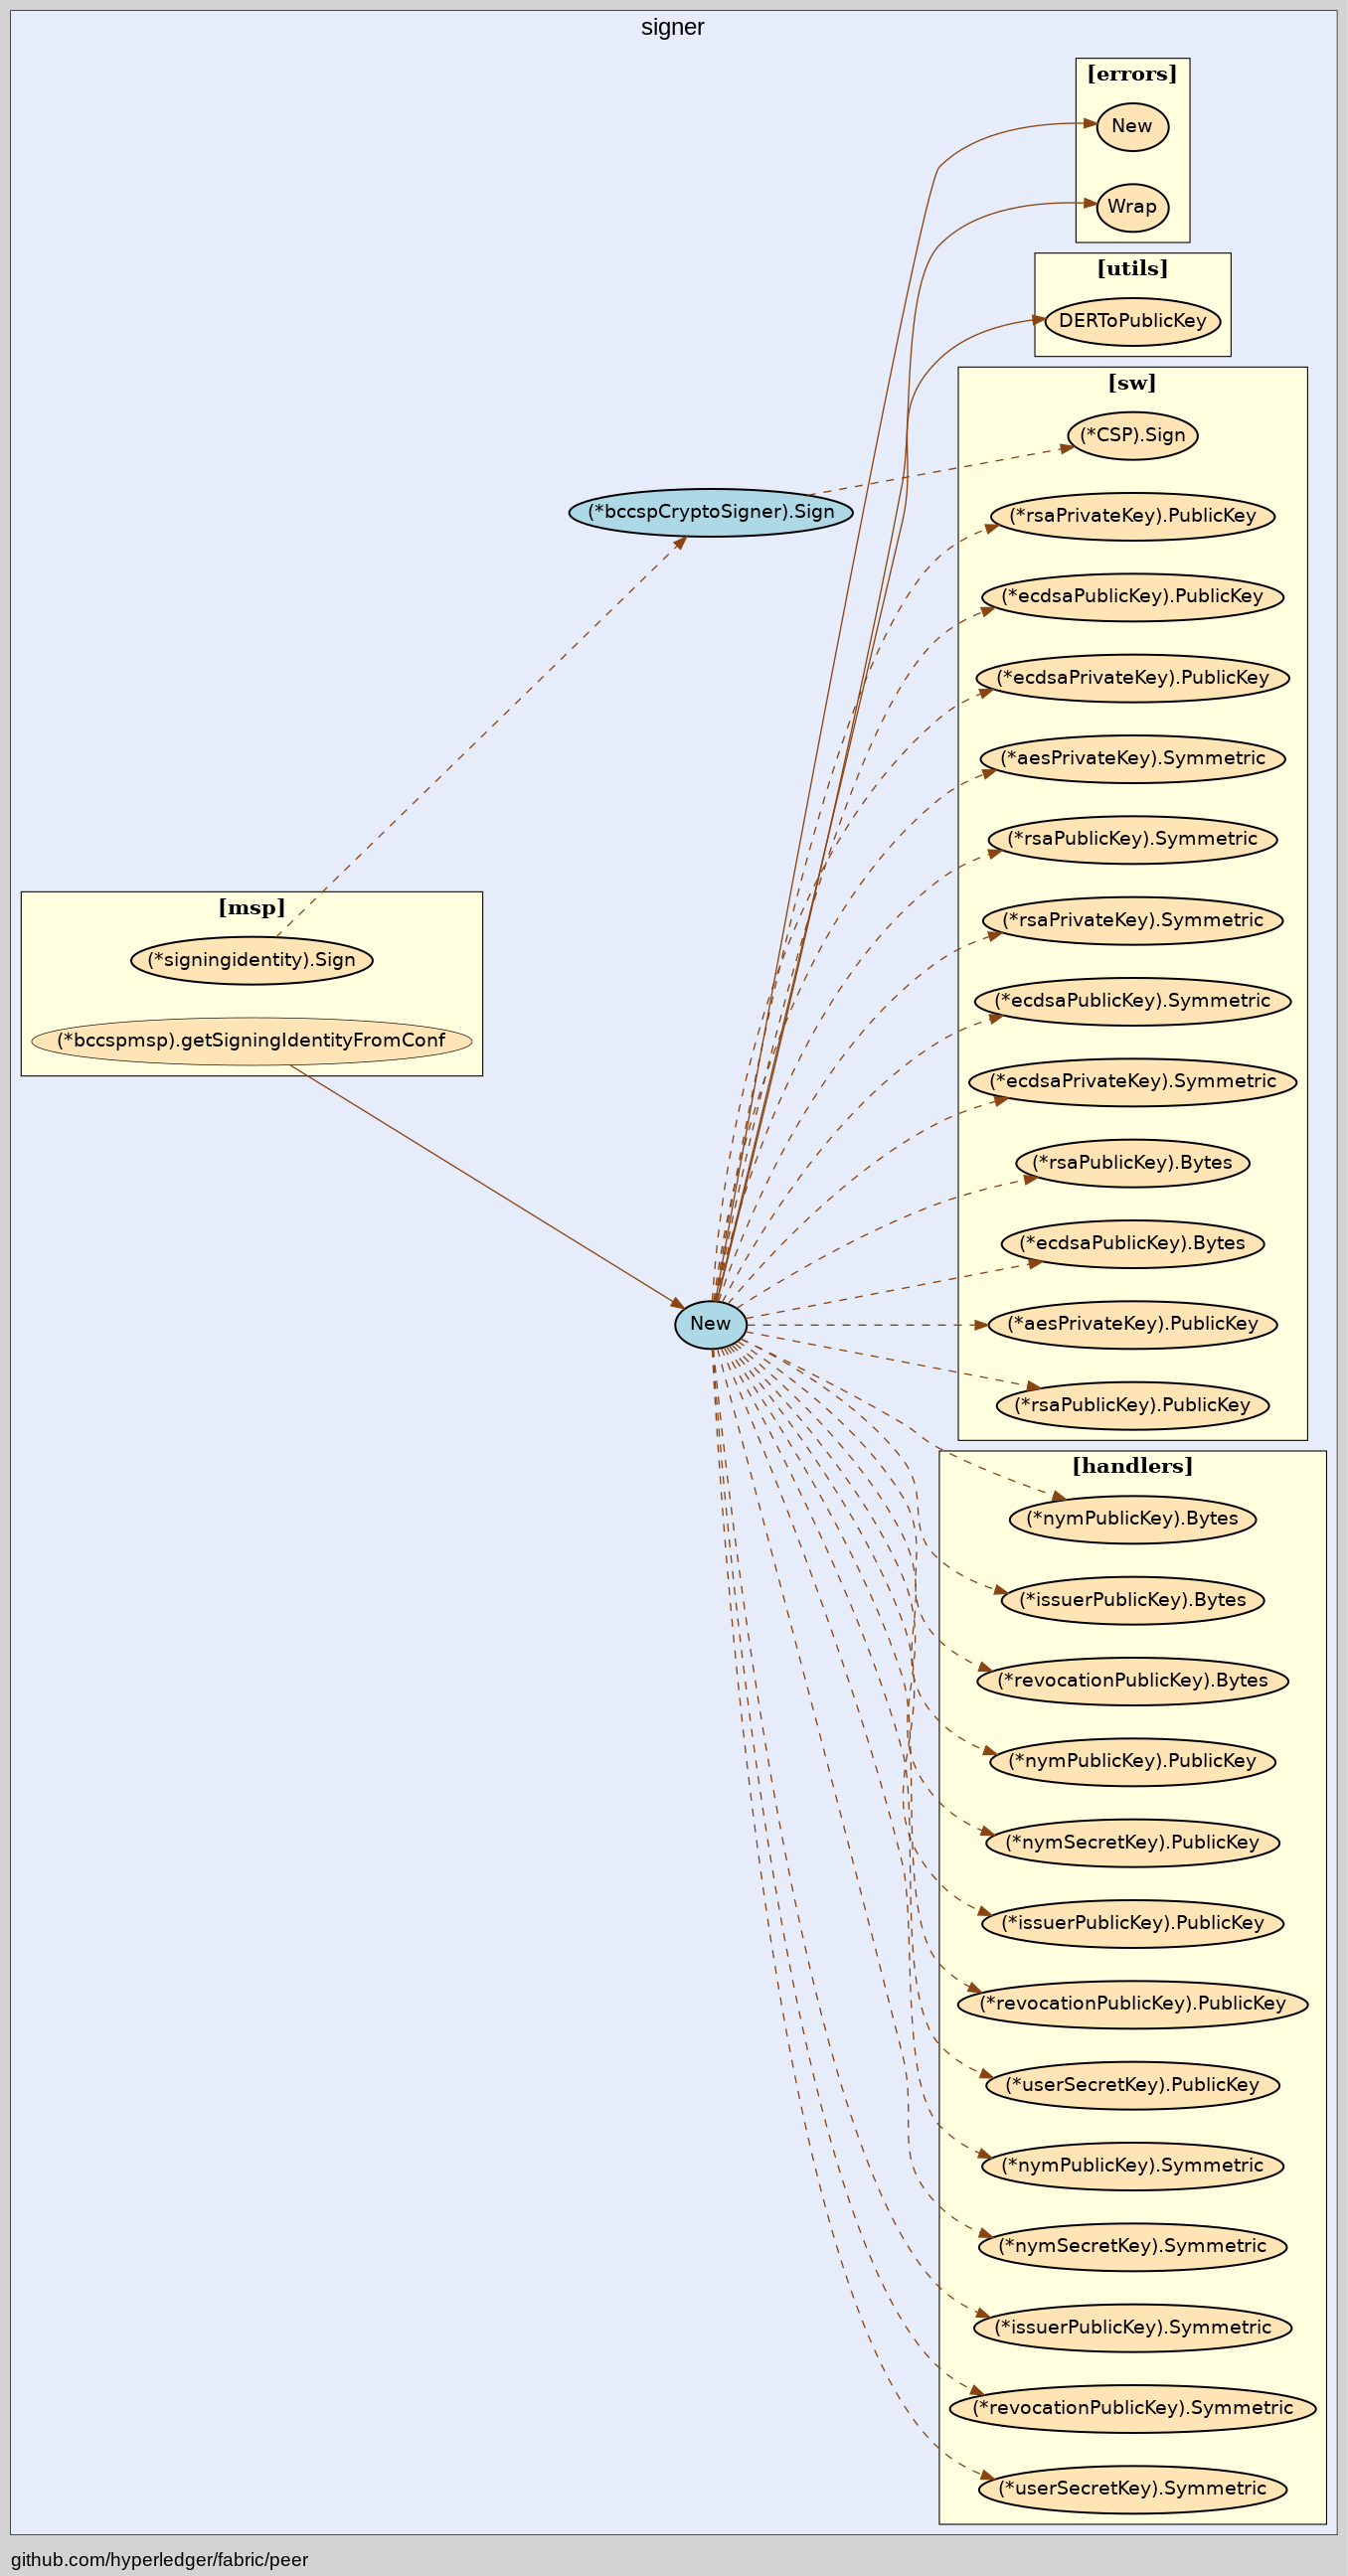 signer
[errors]
New
Wrap
[utils]
DERToPublicKey
[sw]
(*CSP).Sign
(*bccspCryptoSigner).Sign
(*rsaPrivateKey).PublicKey
(*ecdsaPublicKey).PublicKey
(*ecdsaPrivateKey).PublicKey
(*aesPrivateKey).Symmetric
(*rsaPublicKey).Symmetric
[msp]
(*rsaPrivateKey).Symmetric
(*signingidentity).Sign
(*ecdsaPublicKey).Symmetric
(*bccspmsp).getSigningIdentityFromConf
(*ecdsaPrivateKey).Symmetric
(*rsaPublicKey).Bytes
(*ecdsaPublicKey).Bytes
New
(*aesPrivateKey).PublicKey
(*rsaPublicKey).PublicKey
[handlers]
(*nymPublicKey).Bytes
(*issuerPublicKey).Bytes
(*revocationPublicKey).Bytes
(*nymPublicKey).PublicKey
(*nymSecretKey).PublicKey
(*issuerPublicKey).PublicKey
(*revocationPublicKey).PublicKey
(*userSecretKey).PublicKey
(*nymPublicKey).Symmetric
(*nymSecretKey).Symmetric
(*issuerPublicKey).Symmetric
(*revocationPublicKey).Symmetric
(*userSecretKey).Symmetric
github.com/hyperledger/fabric/peer